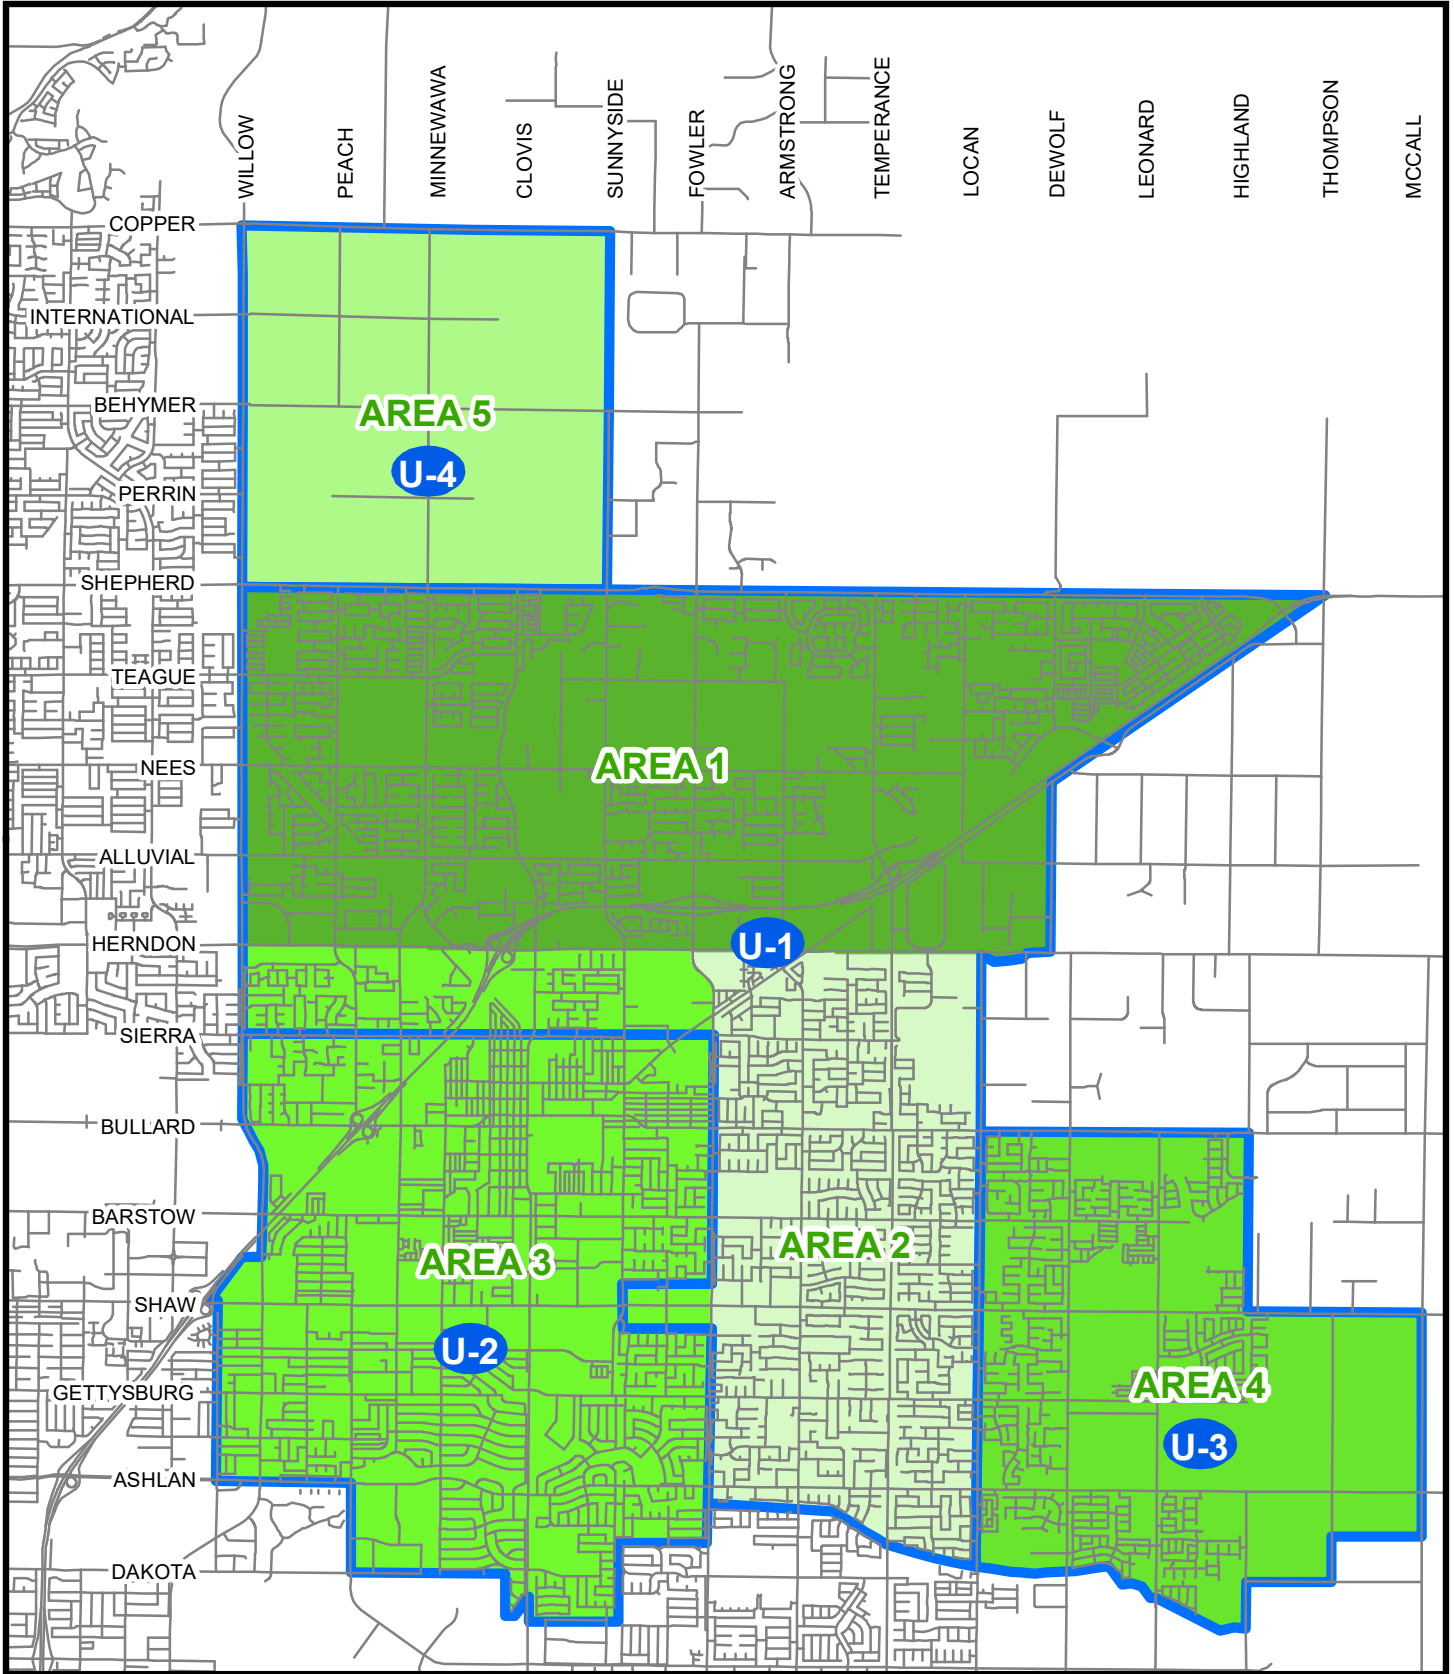 WILLOW
PEACH
MINNEWAWA
CLOVIS
SUNNYSIDE
FOWLER
ARMSTRONG
TEMPERANCE
LOCAN
DEWOLF
LEONARD
HIGHLAND
THOMPSON
MCCALL
COPPER
INTERNATIONAL
BEHYMER
AREA 5
U-4
PERRIN
SHEPHERD
TEAGUE
NEES
AREA 1
ALLUVIAL
HERNDON
U-1
SIERRA
BULLARD
BARSTOW
AREA 2
AREA 3
SHAW
U-2
GETTYSBURG
AREA 4
U-3
ASHLAN
DAKOTA